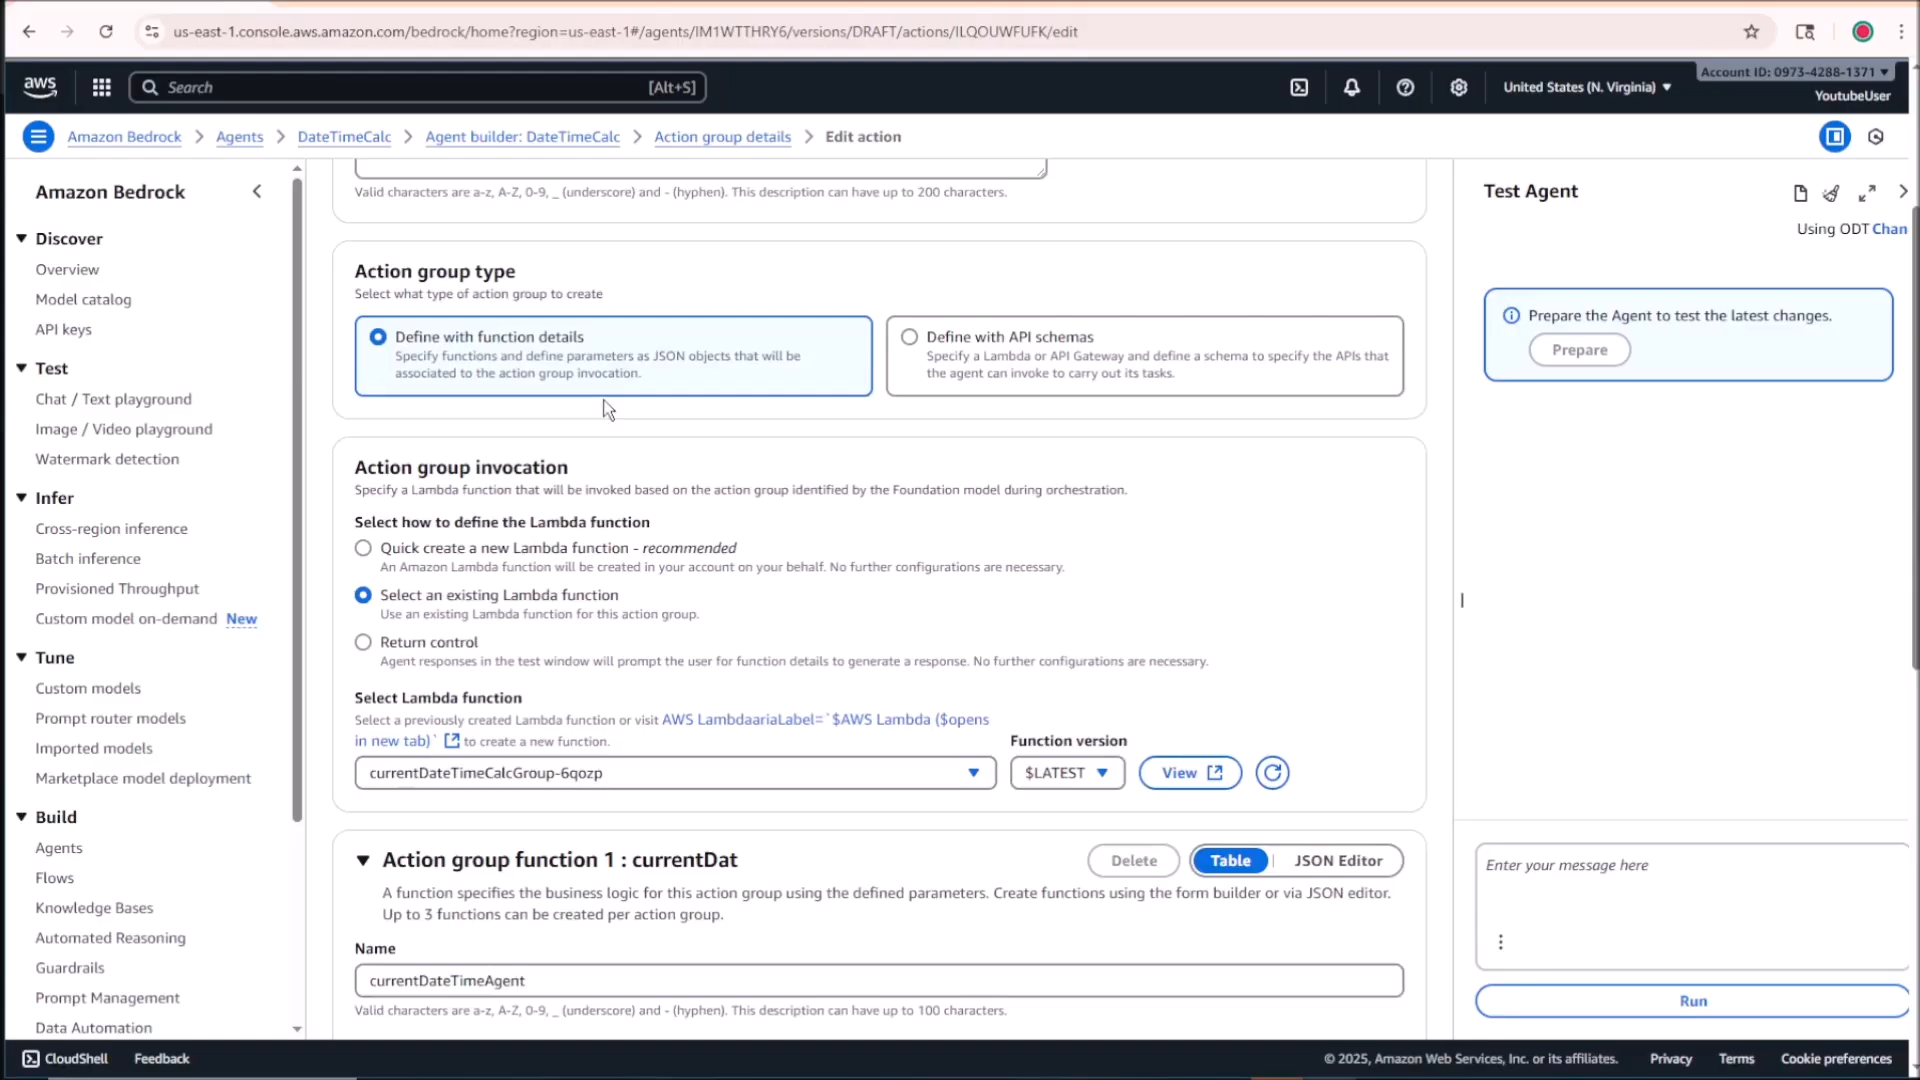 us-east-1.console.aws.amazon.com/bedrock/home?region=us-east-1#/agents/IM1WTTHRY6/versions/DRAFT/actions/ILQOUWFUFK/edit
aws
Search
[Alt+S]
United States (N. Virginia)
Account ID: 0973-4288-1371
YoutubeUser
Amazon Bedrock
Agents
DateTimeCalc
Agent builder: DateTimeCalc
Action group details
Edit action
Amazon Bedrock
Discover
Overview
Model catalog
API keys
Test
Chat / Text playground
Image / Video playground
Watermark detection
Infer
Cross-region inference
Batch inference
Provisioned Throughput
Custom model on-demand New
Tune
Custom models
Prompt router models
Imported models
Marketplace model deployment
Build
Agents
Flows
Knowledge Bases
Automated Reasoning
Guardrails
Prompt Management
Data Automation
Valid characters are a-z, A-Z, 0-9, _ (underscore) and - (hyphen). This description can have up to 200 characters.
Action group type
Select what type of action group to create
Define with function details
Specify functions and define parameters as JSON objects that will be
associated to the action group invocation.
Define with API schemas
Specify a Lambda or API Gateway and define a schema to specify the APIs that
the agent can invoke to carry out its tasks.
Action group invocation
Specify a Lambda function that will be invoked based on the action group identified by the Foundation model during orchestration.
Select how to define the Lambda function
Quick create a new Lambda function - recommended
An Amazon Lambda function will be created in your account on your behalf. No further configurations are necessary.
Select an existing Lambda function
Use an existing Lambda function for this action group.
Return control
Agent responses in the test window will prompt the user for function details to generate a response. No further configurations are necessary.
Select Lambda function
Select a previously created Lambda function or visit AWS LambdaariaLabel=`$AWS Lambda ($opens
in new tab)` to create a new function.
Function version
currentDateTimeCalcGroup-6qozp
$LATEST
View
Action group function 1 : currentDat
Delete
Table
JSON Editor
A function specifies the business logic for this action group using the defined parameters. Create functions using the form builder or via JSON editor.
Up to 3 functions can be created per action group.
Name
currentDateTimeAgent
Valid characters are a-z, A-Z, 0-9, _ (underscore) and - (hyphen). This description can have up to 100 characters.
Test Agent
Using ODT Chan
Prepare the Agent to test the latest changes.
Prepare
Enter your message here
Run
CloudShell
Feedback
© 2025, Amazon Web Services, Inc. or its affiliates.
Privacy
Terms
Cookie preferences